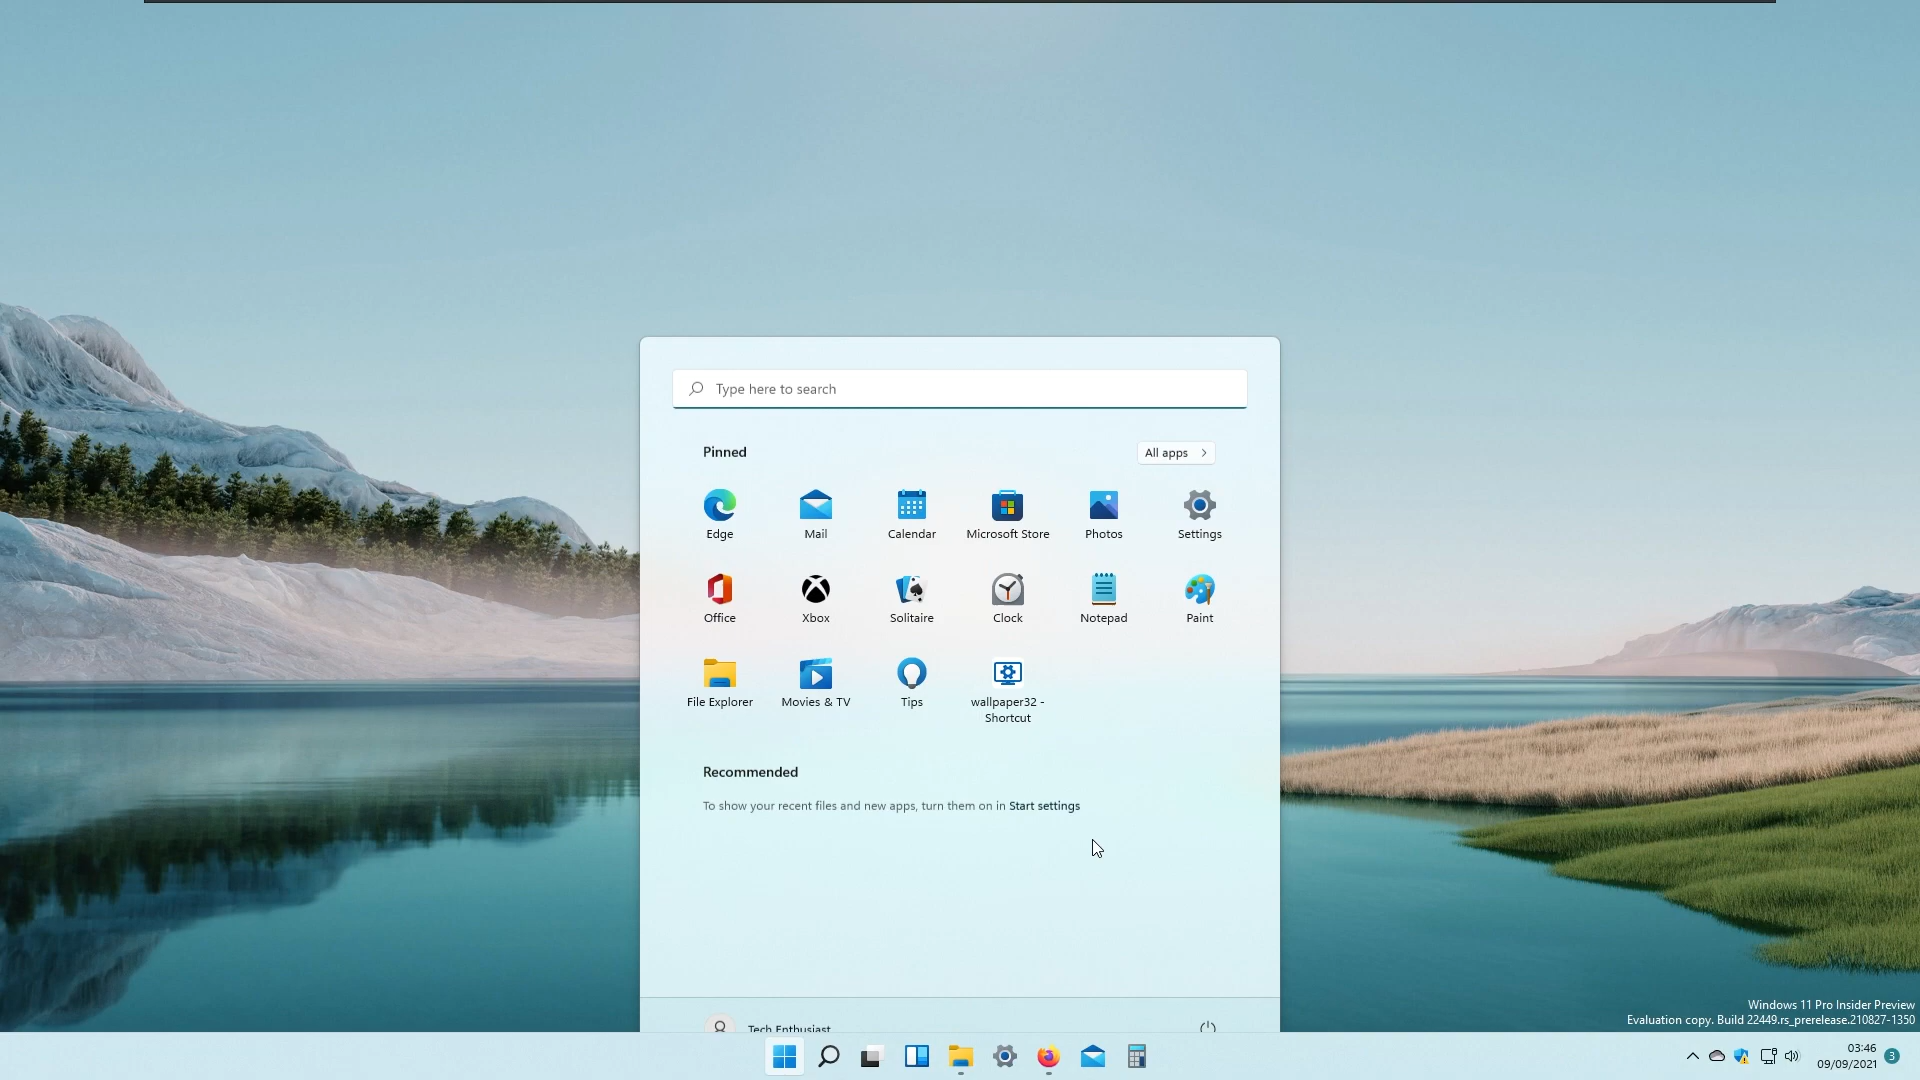 Type here to search
Pinned
All apps
Edge
Mail
Calendar
Microsoft Store
Photos
Settings
Office
Xbox
Solitaire
Clock
Notepad
Paint
File Explorer
Movies & TV
Tips
wallpaper32 -
Shortcut
Recommended
To show your recent files and new apps, turn them on in Start settings
Tech Enthusiast
Windows 11 Pro Insider Preview
Evaluation copy. Build 22449.rs_prerelease.210827-1350
03:46
09/09/2021
3